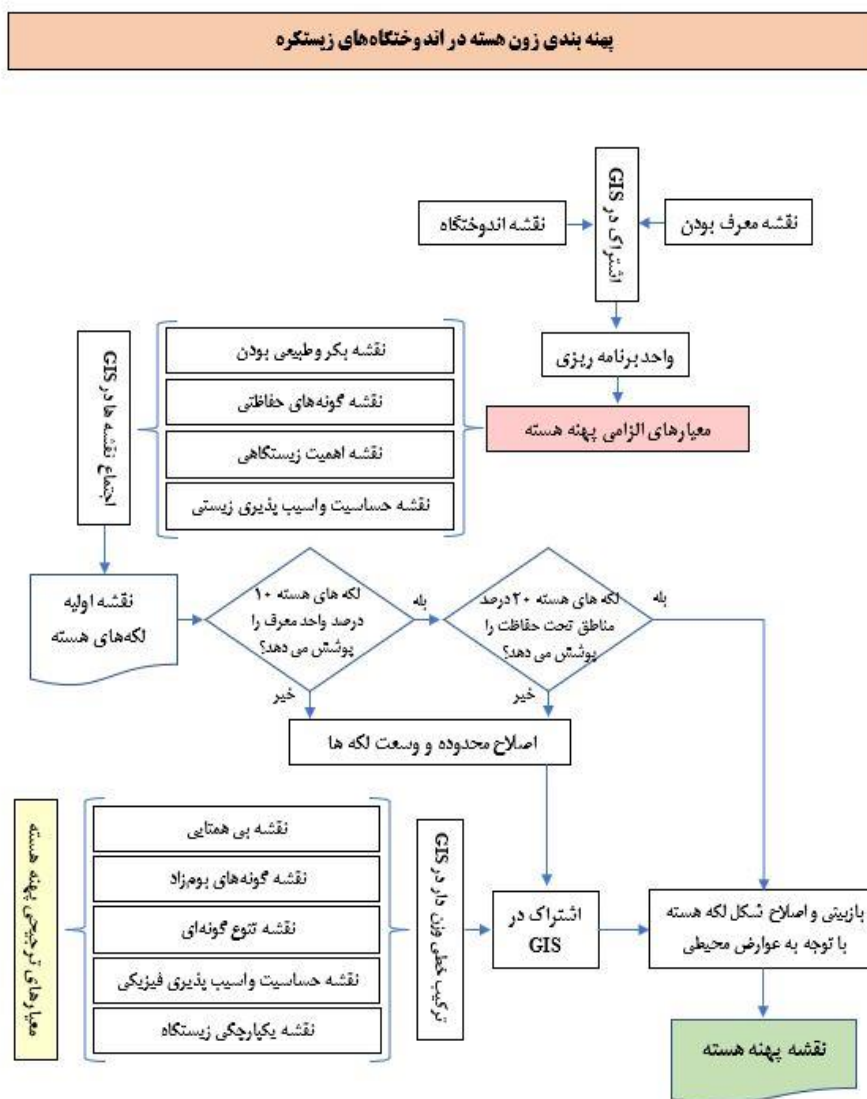 پهنه بندی زون هسته در اندوختگاه‌های زیستکره
نقشه معرف بودن
اشتراک در GIS
نقشه اندوختگاه
واحد برنامه ریزی
معیارهای الزامی پهنه هسته
نقشه بکر و طبیعی بودن
نقشه گونه‌های حفاظتی
نقشه اهمیت زیستگاهی
نقشه حساسیت و اسیب پذیری زیستی
اجتماع نقشه ها در GIS
نقشه اولیه
لکه‌های هسته
لکه های هسته ۱۰
درصد واحد معرف را
پوشش می دهد؟
بله
خیر
لکه های هسته ۲۰ درصد
مناطق تحت حفاظت را
پوشش می دهد؟
بله
خیر
اصلاح محدوده و وسعت لکه ها
معیارهای ترجیحی پهنه هسته
نقشه بی همتایی
نقشه گونه‌های بوم‌زاد
نقشه تنوع گونه‌ای
نقشه حساسیت و اسیب پذیری فیزیکی
نقشه یکپارچگی زیستگاه
ترکیب خطی وزن دار در GIS
اشتراک در
GIS
بازبینی و اصلاح شکل لکه هسته
با توجه به عوارض محیطی
نقشه پهنه هسته